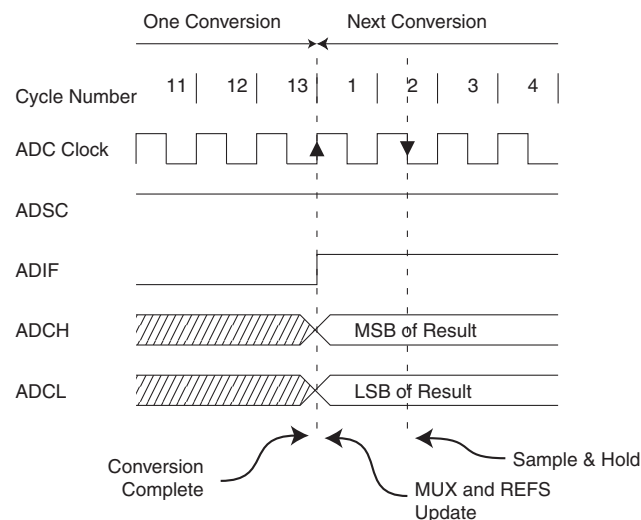 One Conversion Next Conversion
Cycle Number 11 12 13 1 2 3 4
ADC Clock
ADSC
ADIF
ADCH MSB of Result
ADCL LSB of Result
Conversion
Complete
MUX and REFS
Update
Sample & Hold